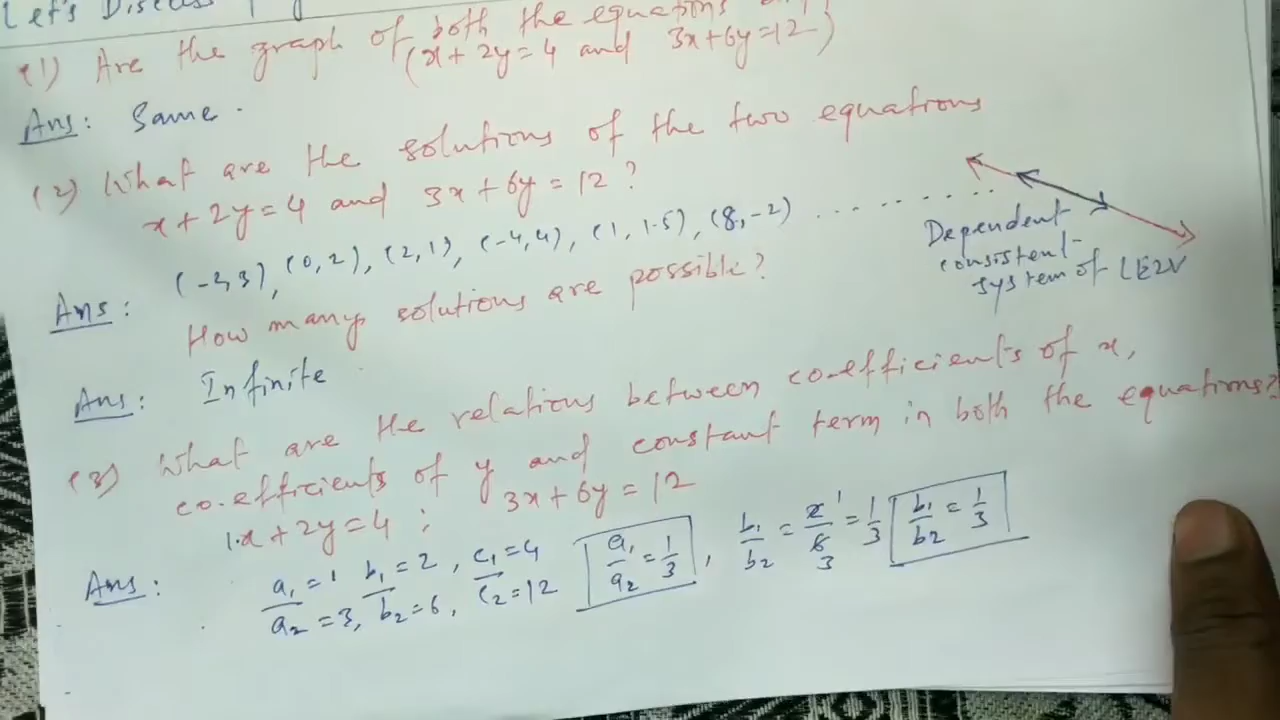 Let's Discuss
(1) Are the graph of both the equations
(x + 2y = 4 and 3x + 6y = 12)
Ans: Same.
(2) What are the solutions of the two equations
x + 2y = 4 and 3x + 6y = 12 ?
Ans: (-2,3), (0,2), (2,1), (-4,4), (1, 1.5), (8,-2) ..........
How many solutions are possible?
Ans: Infinite
Dependent
consistent
system of LE2V
(3) What are the relations between co-efficients of x,
co.efficients of y and constant term in both the equations?
1.x + 2y = 4 ; 3x + 6y = 12
Ans: a₁ = 1 b₁ = 2 , c₁ = 4
a₂ = 3, b₂ = 6, c₂ = 12
a₁/a₂ = 1/3 , b₁/b₂ = 2 1/6 3 = 1/3 b₁/b₂ = 1/3